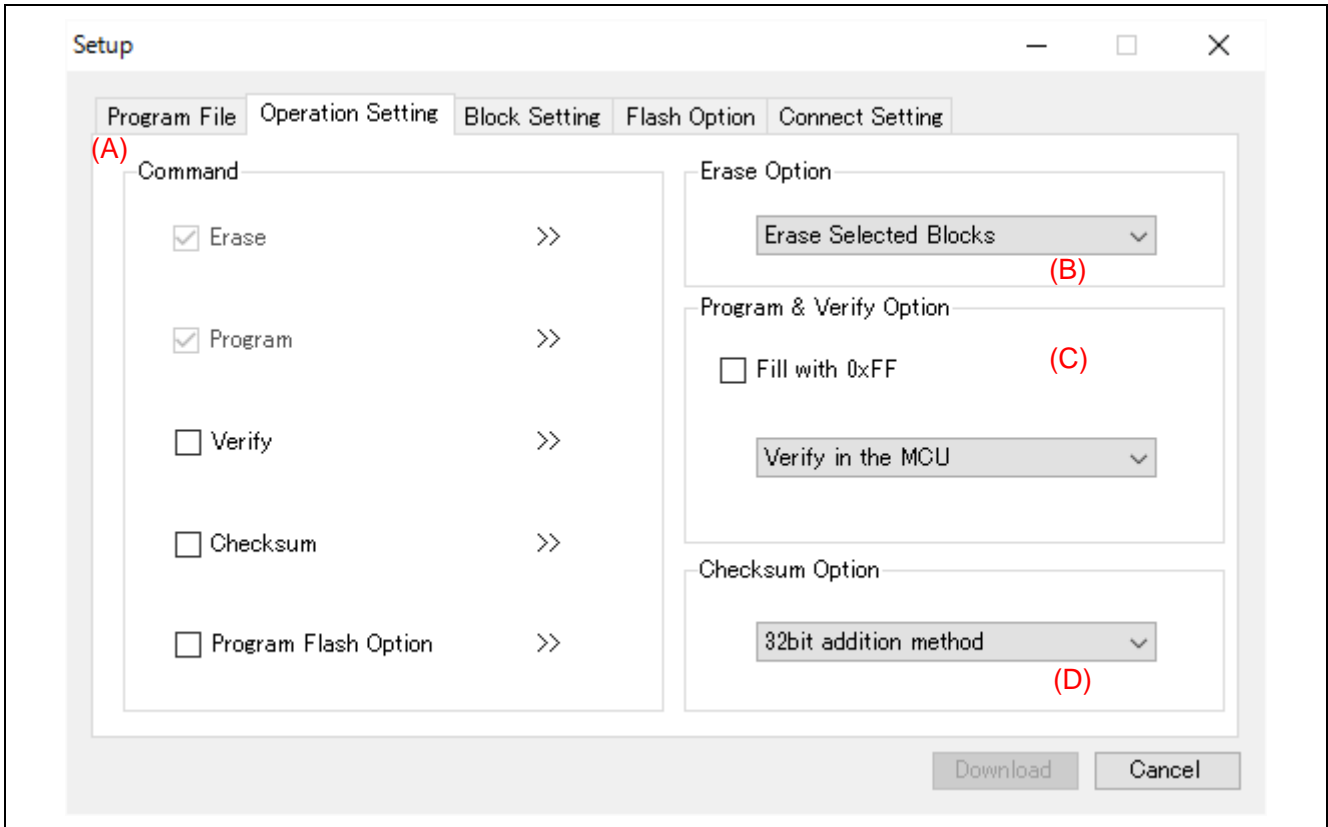 Setup
Program File Operation Setting Block Setting Flash Option Connect Setting
(A)
Command
Erase >>
Program >>
Verify >>
Checksum >>
Program Flash Option >>
Erase Option
Erase Selected Blocks
(B)
Program & Verify Option
(C)
Fill with 0xFF
Verify in the MCU
Checksum Option
32bit addition method
(D)
Download Cancel